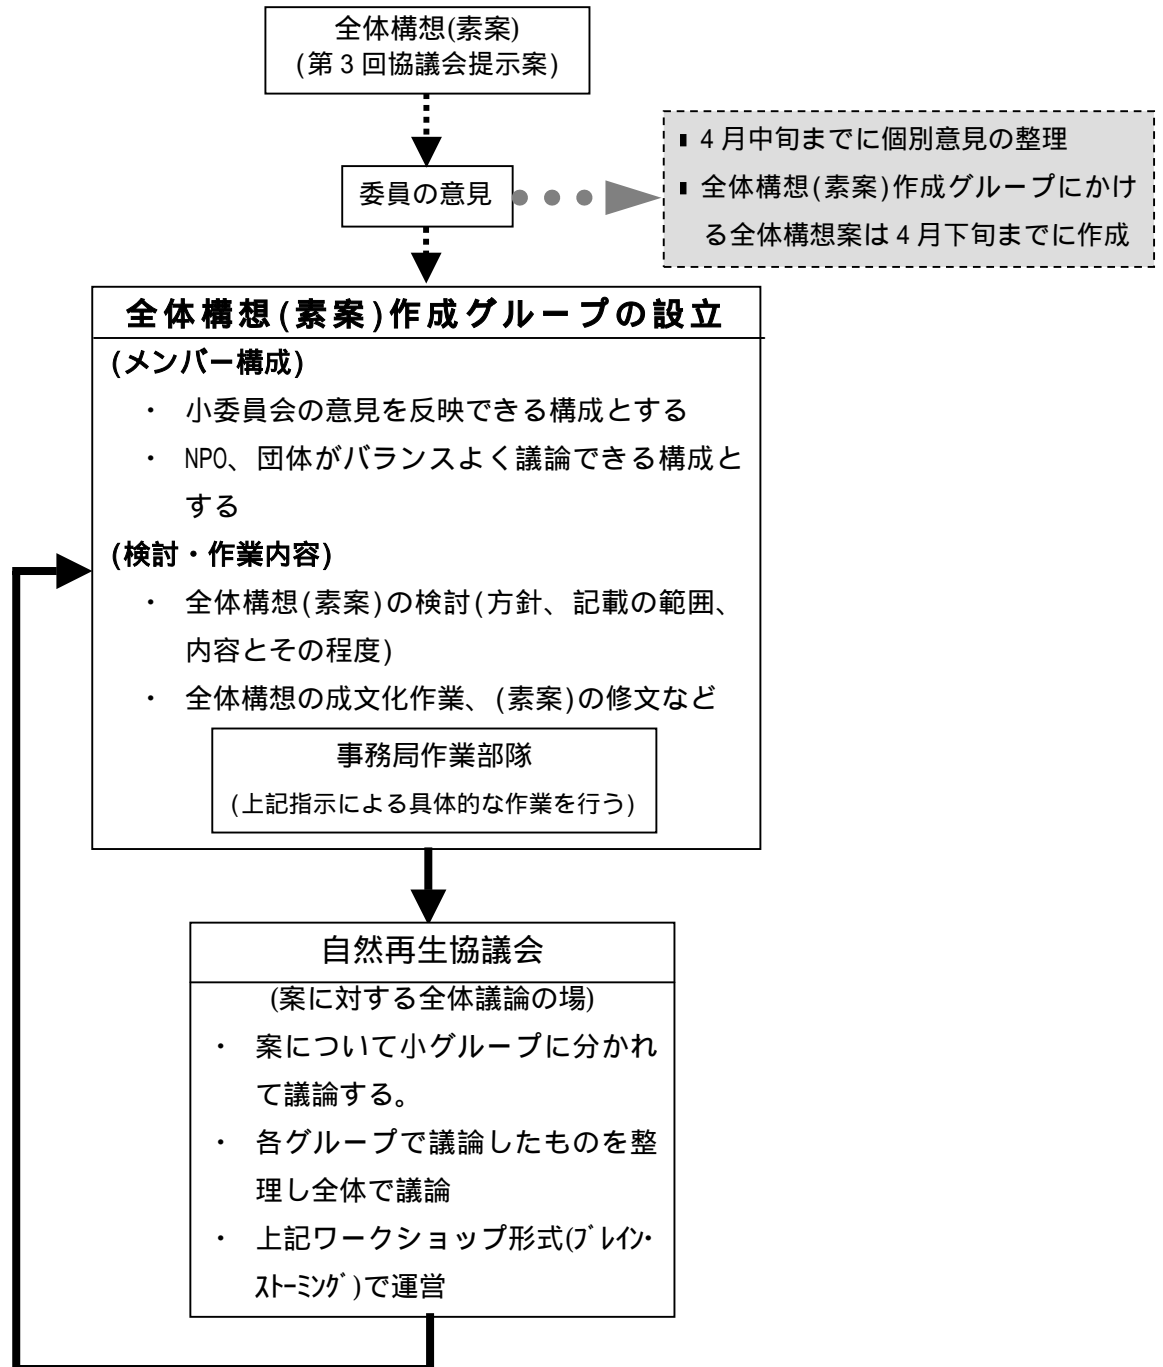 全体構想(素案)
(第3回協議会提示案)
委員の意見
▪ 4月中旬までに個別意見の整理
▪ 全体構想(素案)作成グループにかけ
る全体構想案は4月下旬までに作成
全体構想(素案)作成グループの設立
(メンバー構成)
・ 小委員会の意見を反映できる構成とする
・ NPO、団体がバランスよく議論できる構成と
する
(検討・作業内容)
・ 全体構想(素案)の検討(方針、記載の範囲、
内容とその程度)
・ 全体構想の成文化作業、(素案)の修文など
事務局作業部隊
(上記指示による具体的な作業を行う)
自然再生協議会
(案に対する全体議論の場)
・ 案について小グループに分かれ
て議論する。
・ 各グループで議論したものを整
理し全体で議論
・ 上記ワークショップ形式(ﾌﾞﾚｲﾝ・
ｽﾄｰﾐﾝｸﾞ)で運営